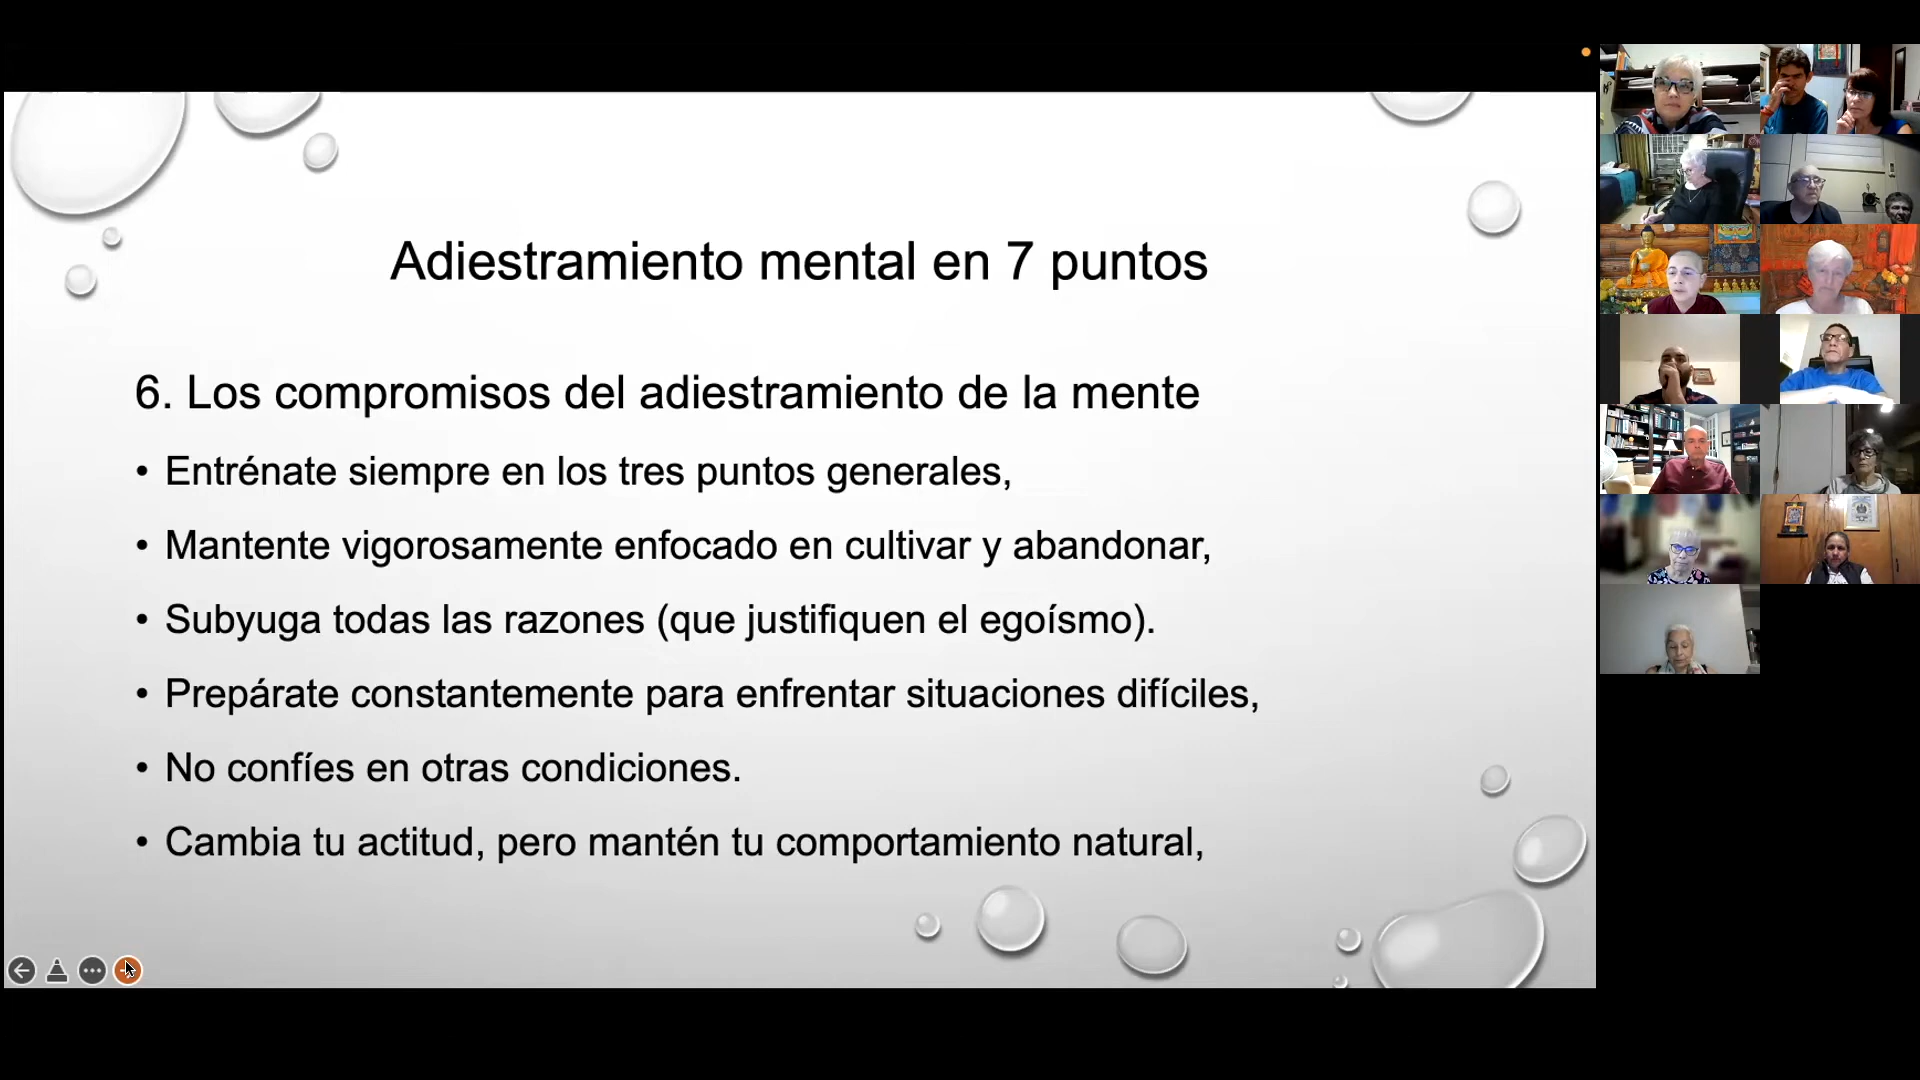 Adiestramiento mental en 7 puntos
6. Los compromisos del adiestramiento de la mente
• Entrénate siempre en los tres puntos generales,
• Mantente vigorosamente enfocado en cultivar y abandonar,
• Subyuga todas las razones (que justifiquen el egoísmo).
• Prepárate constantemente para enfrentar situaciones difíciles,
• No confíes en otras condiciones.
• Cambia tu actitud, pero mantén tu comportamiento natural,